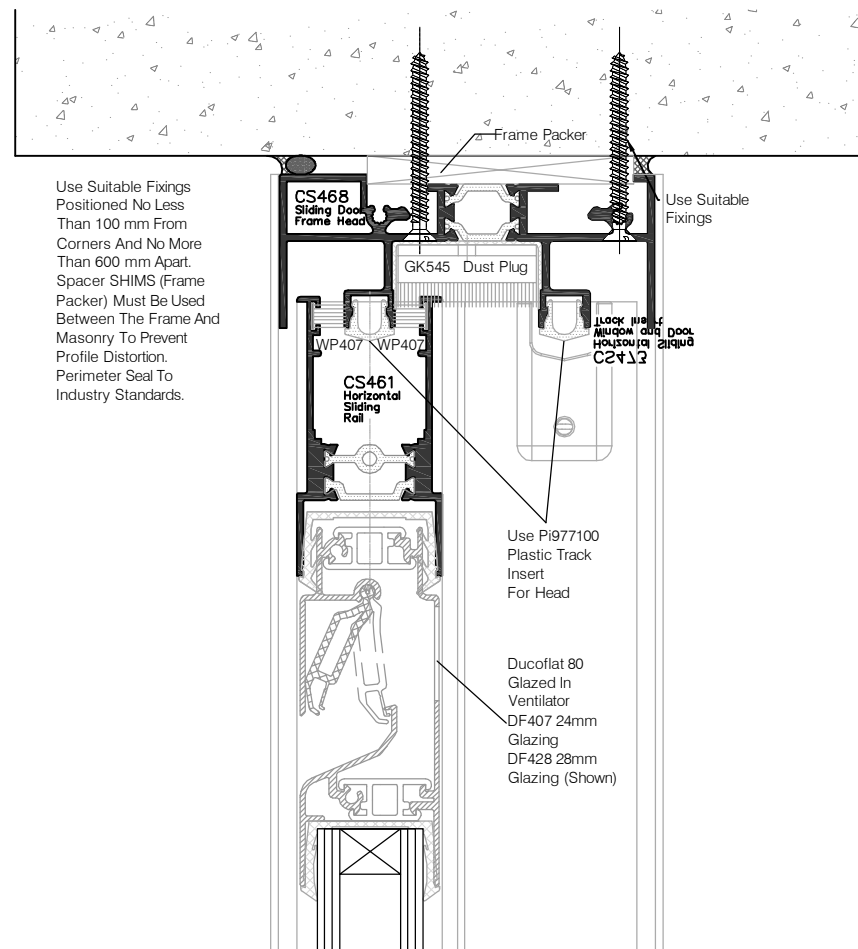 Frame Packer
Use Suitable Fixings
Positioned No Less
Than 100 mm From
Corners And No More
Than 600 mm Apart.
Spacer SHIMS (Frame
Packer) Must Be Used
Between The Frame And
Masonry To Prevent
Profile Distortion.
Perimeter Seal To
Industry Standards.
CS468
Sliding Door
Frame Head
Use Suitable
Fixings
GK545 Dust Plug
WP407 WP407
CS473
Horizontal Sliding
Window and Door
Track Insert
CS461
Horizontal
Sliding
Rail
Use Pi977100
Plastic Track
Insert
For Head
Ducoflat 80
Glazed In
Ventilator
DF407 24mm
Glazing
DF428 28mm
Glazing (Shown)